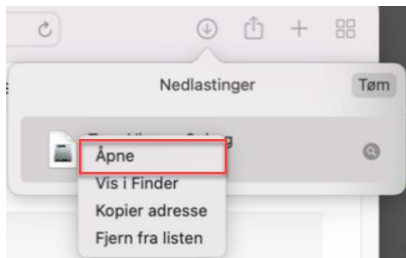 Nedlastinger
Tøm
Åpne
Vis i Finder
Kopier adresse
Fjern fra listen